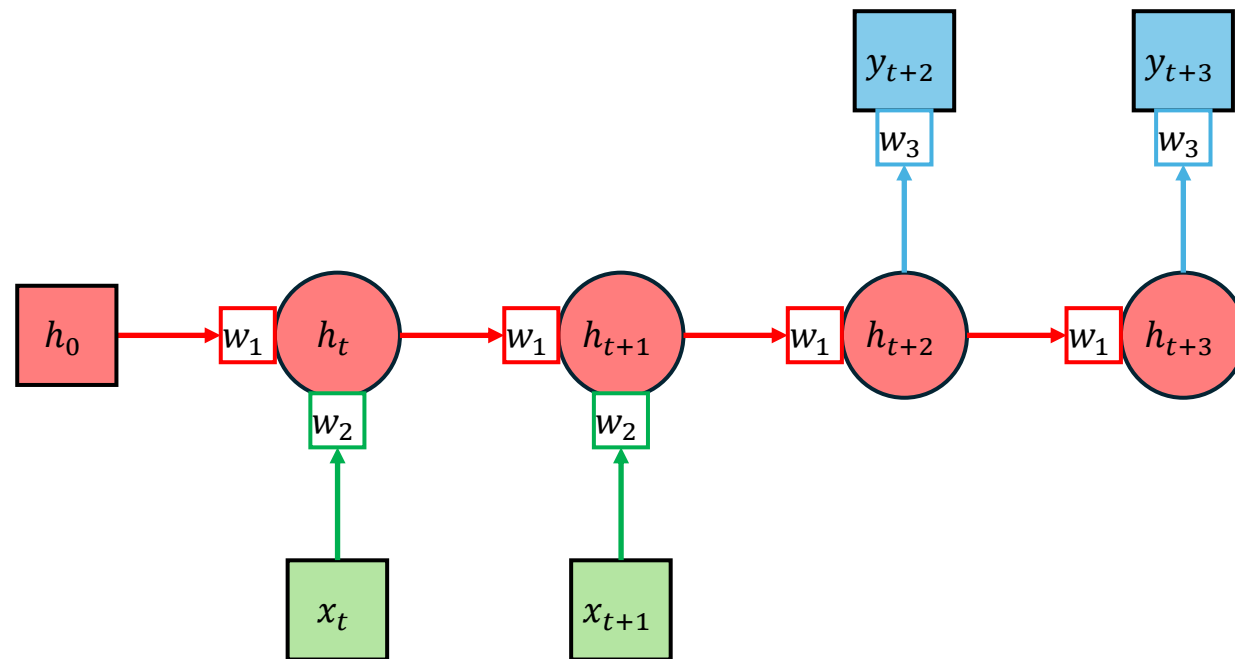 y_{t+2} y_{t+3}
w_3 w_3
h_0 w_1 h_t w_1 h_{t+1} w_1 h_{t+2} w_1 h_{t+3}
w_2 w_2
x_t x_{t+1}